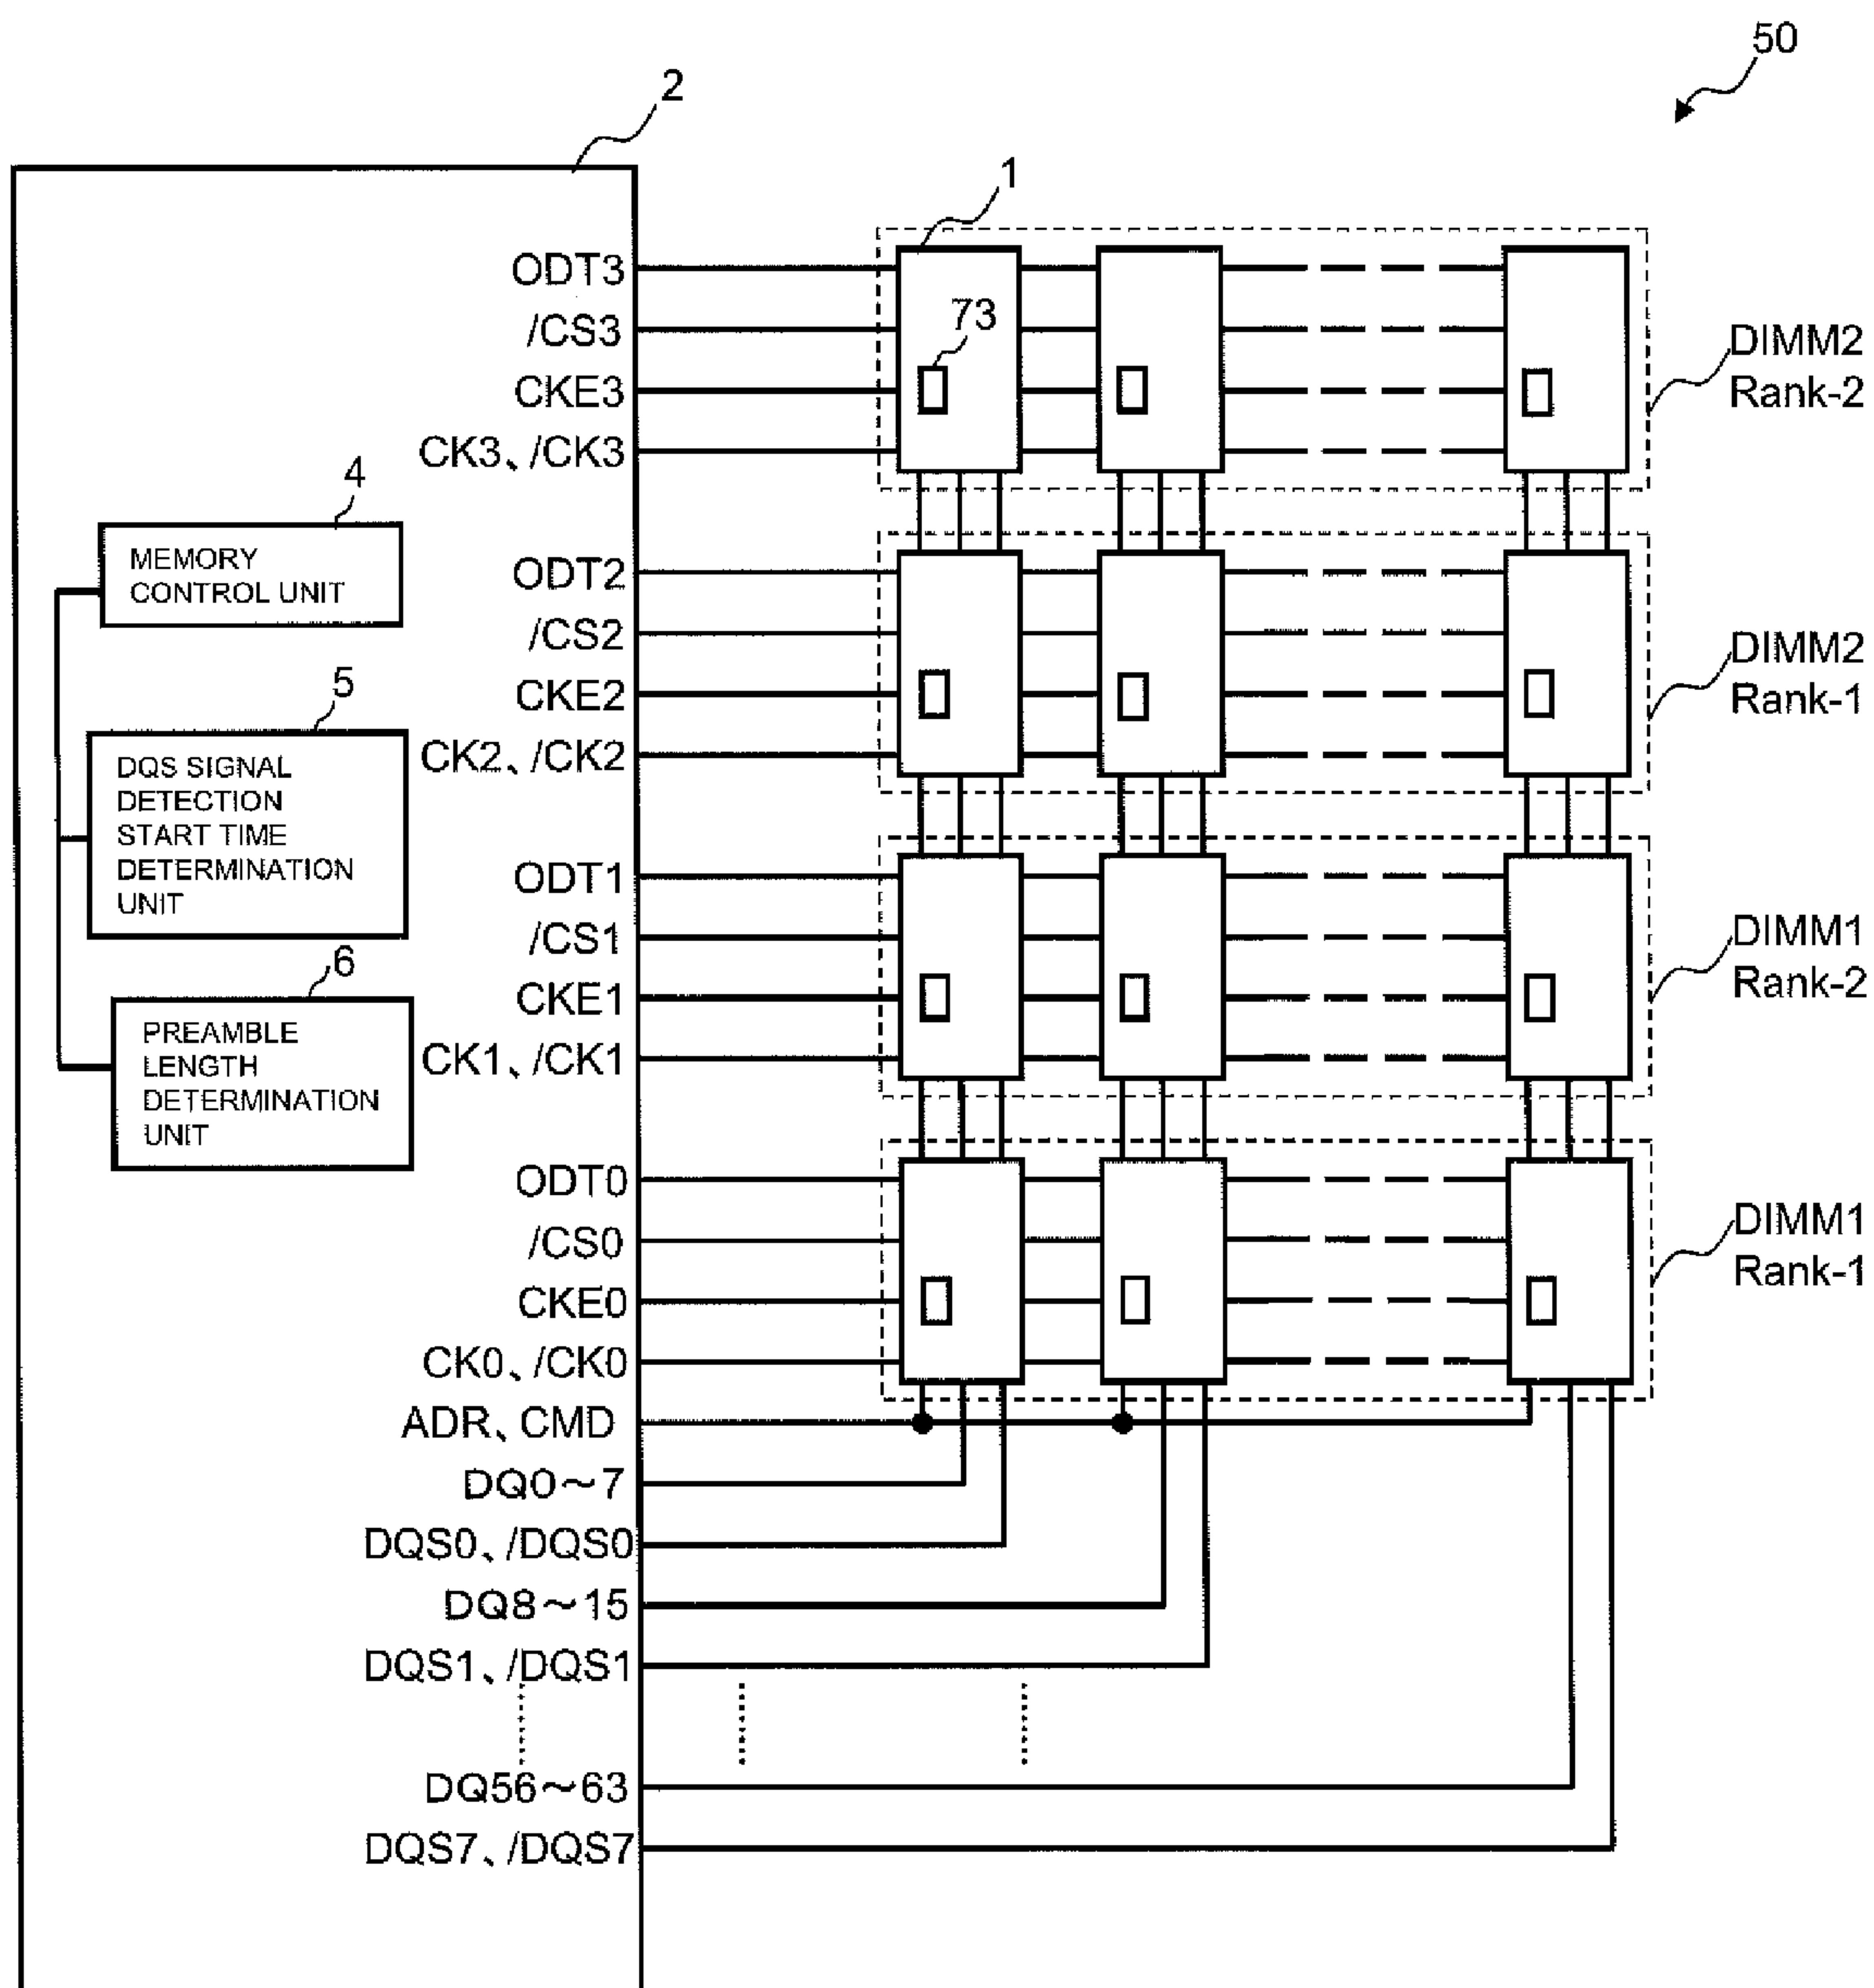 50
2
1
ODT3
73
/CS3
DIMM2
Rank-2
CKE3
CK3、/CK3
4
MEMORY
CONTROL UNIT
ODT2
/CS2
DIMM2
Rank-1
CKE2
5
CK2、/CK2
DQS SIGNAL
DETECTION
START TIME
DETERMINATION
UNIT
ODT1
/CS1
DIMM1
Rank-2
CKE1
6
CK1、/CK1
PREAMBLE
LENGTH
DETERMINATION
UNIT
ODT0
/CS0
DIMM1
Rank-1
CKE0
CK0、/CK0
ADR、CMD
DQ0～7
DQS0、/DQS0
DQ8～15
DQS1、/DQS1
DQ56～63
DQS7、/DQS7